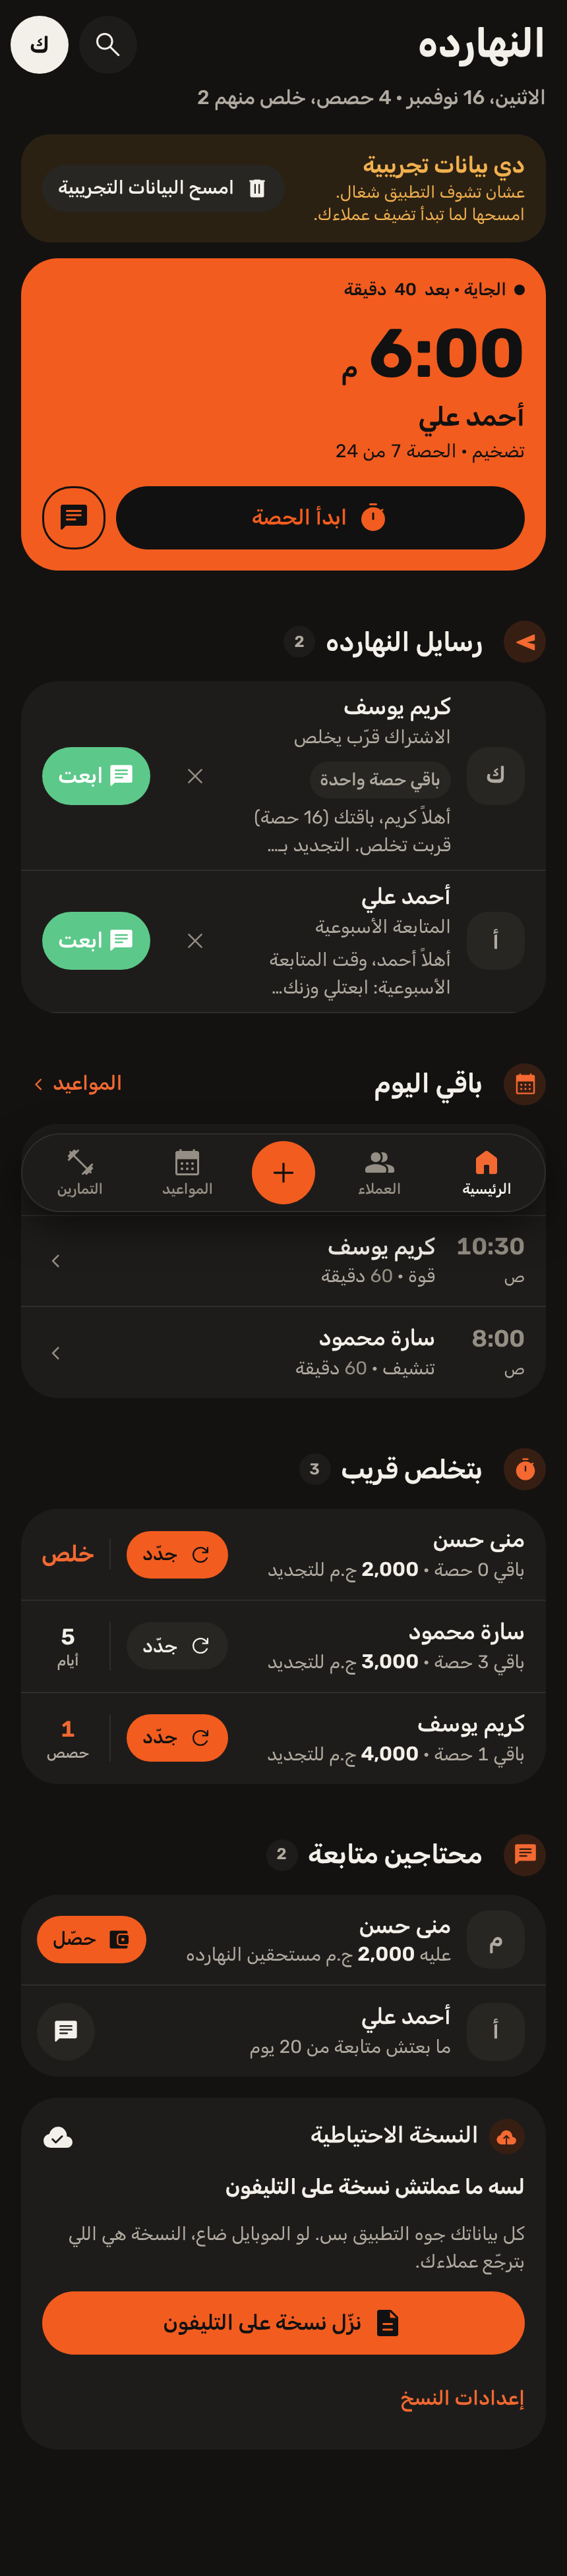 النهارده
ك
الاثنين، 16 نوفمبر • 4 حصص، خلص منهم 2
دي بيانات تجريبية
عشان تشوف التطبيق شغال.
امسحها لما تبدأ تضيف عملاءك.
امسح البيانات التجريبية
الجاية • بعد 40 دقيقة
6:00 م
أحمد علي
تضخيم • الحصة 7 من 24
ابدأ الحصة
رسايل النهارده 2
ك
كريم يوسف
الاشتراك قرّب يخلص
باقي حصة واحدة
أهلاً كريم، باقتك (16 حصة)
قربت تخلص. التجديد بـ...
ابعت
أ
أحمد علي
المتابعة الأسبوعية
أهلاً أحمد، وقت المتابعة
الأسبوعية: ابعتلي وزنك...
ابعت
باقي اليوم
المواعيد
الرئيسية
العملاء
المواعيد
التمارين
10:30 ص
كريم يوسف
قوة • 60 دقيقة
8:00 ص
سارة محمود
تنشيف • 60 دقيقة
بتخلص قريب 3
منى حسن
باقي 0 حصة • 2,000 ج.م للتجديد
جدّد
خلص
سارة محمود
باقي 3 حصة • 3,000 ج.م للتجديد
جدّد
5 أيام
كريم يوسف
باقي 1 حصة • 4,000 ج.م للتجديد
جدّد
1 حصص
محتاجين متابعة 2
م
منى حسن
عليه 2,000 ج.م مستحقين النهارده
حصّل
أ
أحمد علي
ما بعتش متابعة من 20 يوم
النسخة الاحتياطية
لسه ما عملتش نسخة على التليفون
كل بياناتك جوه التطبيق بس. لو الموبايل ضاع، النسخة هي اللي
بترجّع عملاءك.
نزّل نسخة على التليفون
إعدادات النسخ